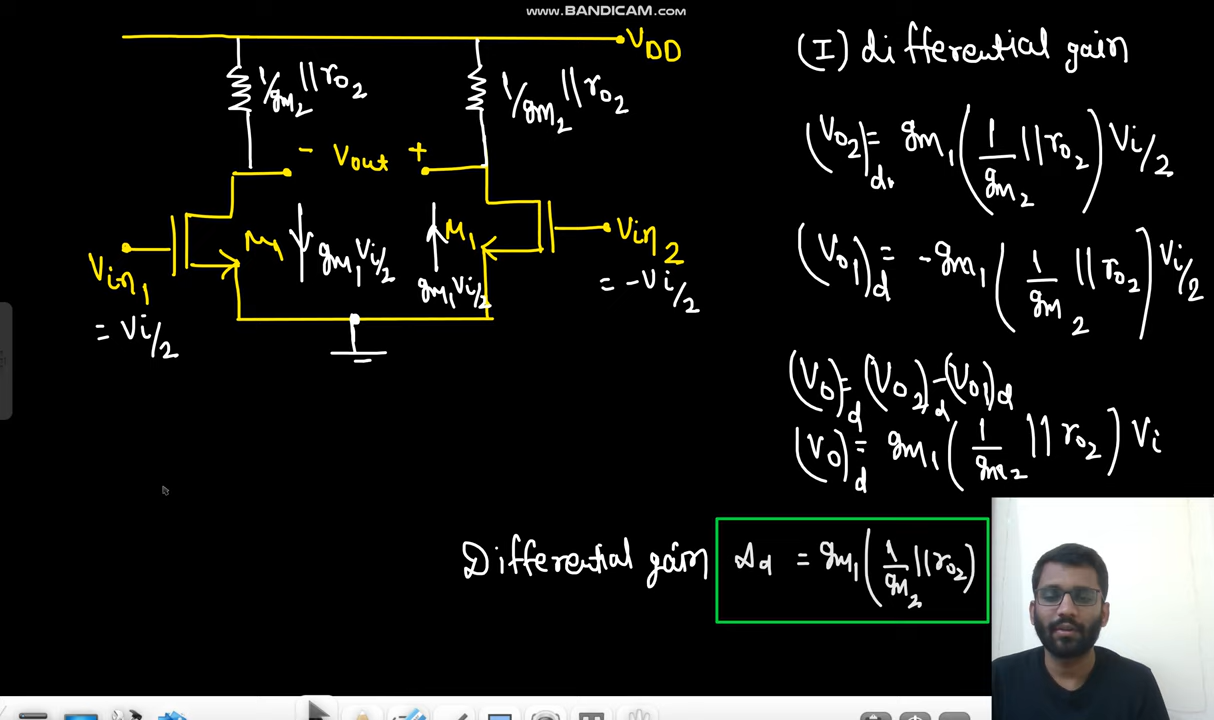 WWW.BANDICAM.COM
VDD
1/gm2 || ro2
1/gm2 || ro2
- Vout +
M1
M1
gm1 Vi/2
gm1 Vi/2
Vin1
= Vi/2
Vin2
= -Vi/2
(I) differential gain
(Vo2)d = gm1 (1/gm2 || ro2) Vi/2
(Vo1)d = -gm1 (1/gm2 || ro2) Vi/2
(Vo)d = (Vo2)d - (Vo1)d
(Vo)d = gm1 (1/gm2 || ro2) Vi
Differential gain Ad = gm1 (1/gm2 || ro2)